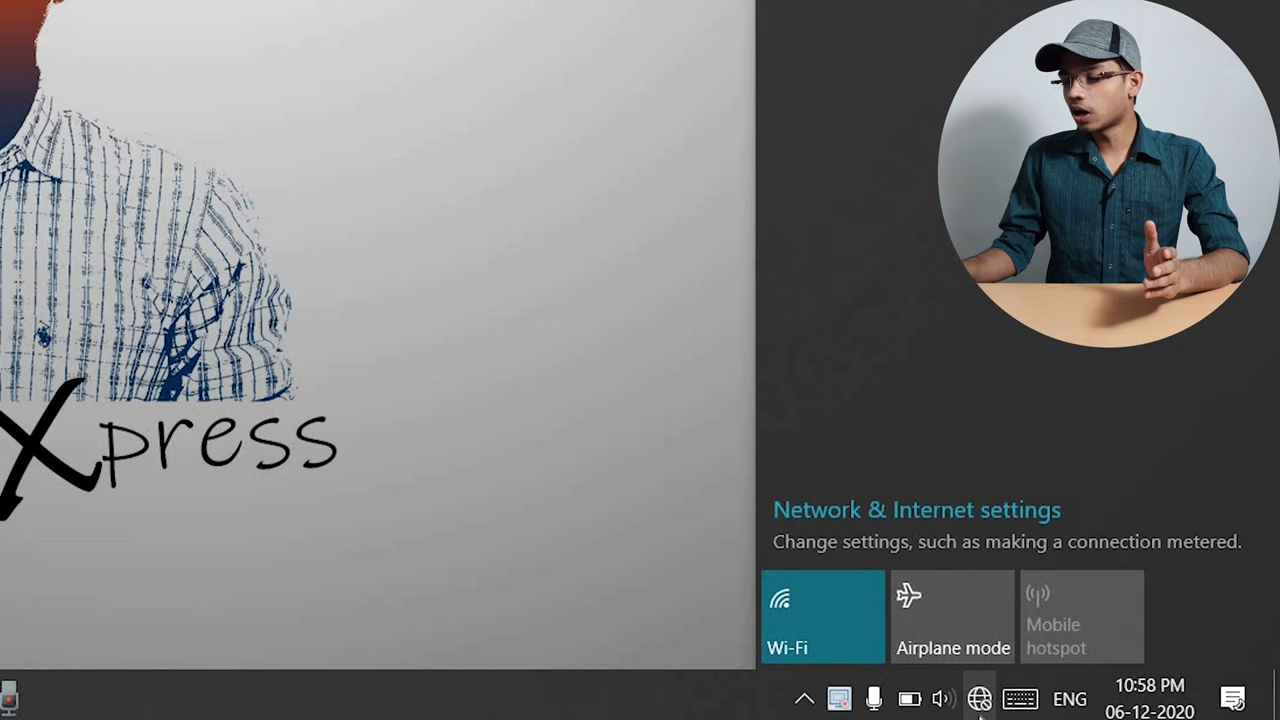 Xpress
Network & Internet settings
Change settings, such as making a connection metered.
Wi-Fi
Airplane mode
Mobile
hotspot
ENG
10:58 PM
06-12-2020